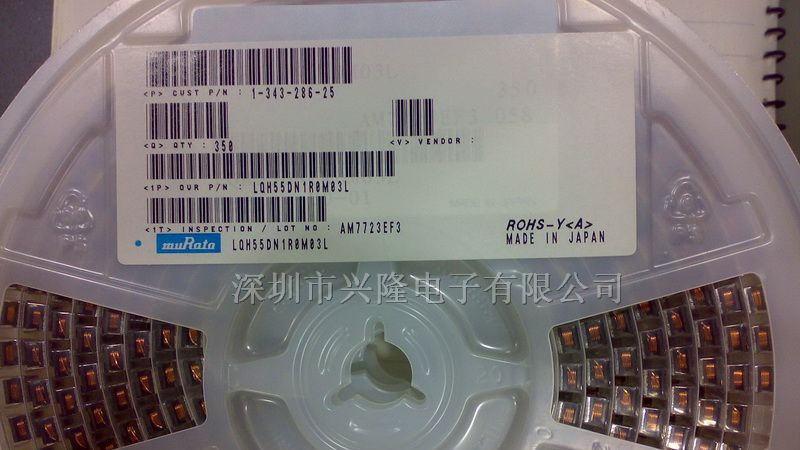 <P> CUST P/N : 1-343-286-25
<Q> QTY : 350
<V> VENDOR :
<1P> OUR P/N : LQH55DN1R0M03L
<1T> INSPECTION / LOT NO : AM7723EF3
muRata LQH55DN1R0M03L
ROHS-Y<A>
MADE IN JAPAN
深圳市兴隆电子有限公司